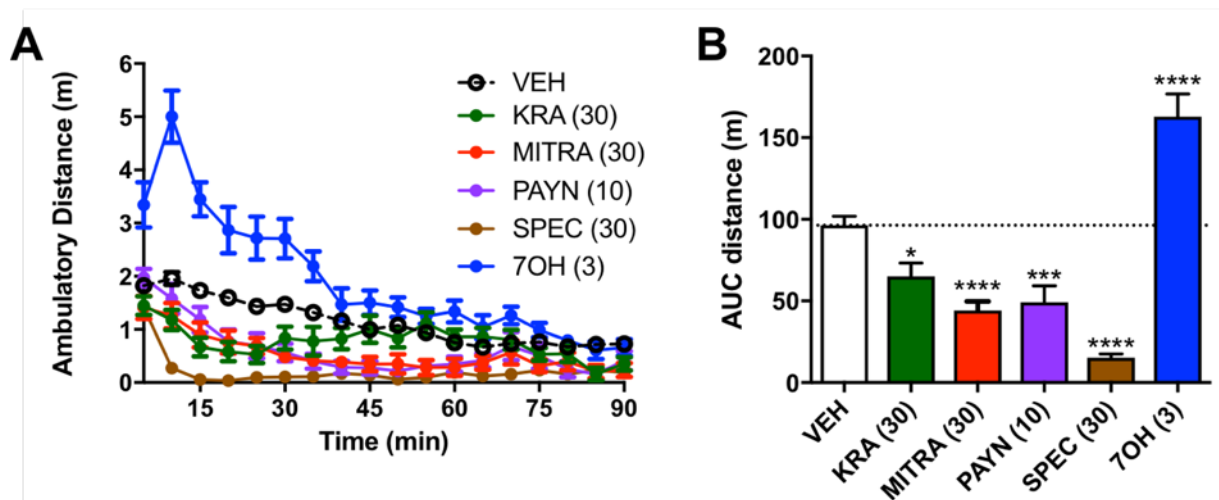 A
Ambulatory Distance (m)
6
5
4
3
2
1
0
15
30
45
60
75
90
Time (min)
VEH
KRA (30)
MITRA (30)
PAYN (10)
SPEC (30)
7OH (3)
B
AUC distance (m)
200
150
100
50
0
*
****
***
****
****
VEH
KRA (30)
MITRA (30)
PAYN (10)
SPEC (30)
7OH (3)